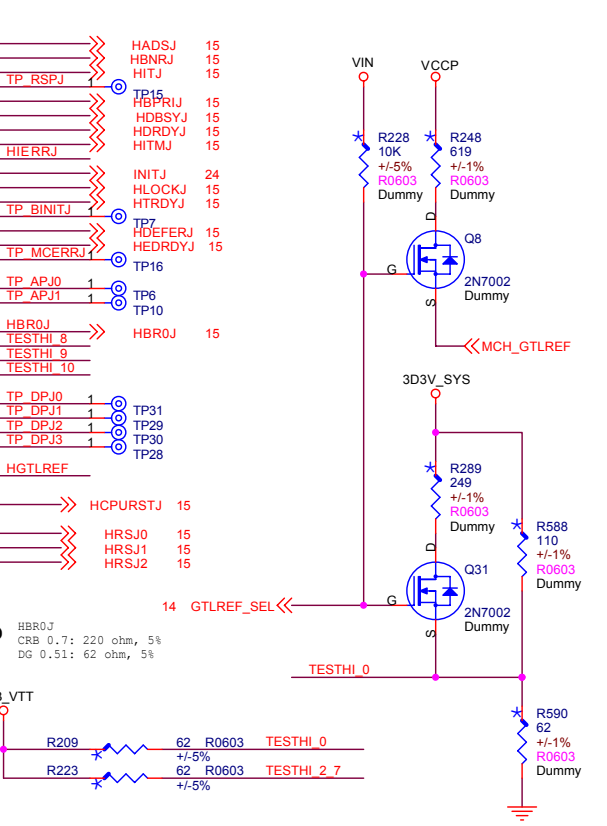 HADSJ 15
HBNRJ 15
HITJ 15
TP_RSPJ 1 TP15
HBPRIJ 15
HDBSYJ 15
HDRDYJ 15
HITMJ 15
HIERRJ
INITJ 24
HLOCKJ 15
HTRDYJ 15
TP_BINITJ 1 TP7
HDEFERJ 15
HEDRDYJ 15
TP_MCERRJ 1 TP16
TP_APJ0 1 TP6
TP_APJ1 1 TP10
HBR0J HBR0J 15
TESTHI_8
TESTHI_9
TESTHI_10
TP_DPJ0 1 TP31
TP_DPJ1 1 TP29
TP_DPJ2 1 TP30
TP_DPJ3 1 TP28
HGTLREF
HCPURSTJ 15
HRSJ0 15
HRSJ1 15
HRSJ2 15
HBR0J
CRB 0.7: 220 ohm, 5%
DG 0.51: 62 ohm, 5%
_VTT
R209 62 R0603 TESTHI_0
+/-5%
R223 62 R0603 TESTHI_2_7
+/-5%
VIN
VCCP
R228
10K
+/-5%
R0603
Dummy
R248
619
+/-1%
R0603
Dummy
D
Q8
G
2N7002
Dummy
S
MCH_GTLREF
3D3V_SYS
R289
249
+/-1%
R0603
Dummy
R588
110
+/-1%
R0603
Dummy
D
Q31
G
2N7002
Dummy
S
14 GTLREF_SEL
TESTHI_0
R590
62
+/-1%
R0603
Dummy